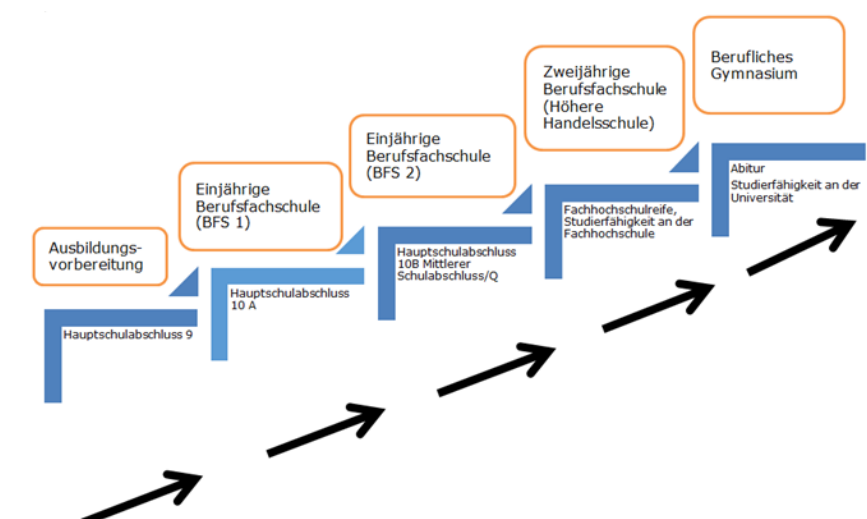 Ausbildungs-
vorbereitung
Hauptschulabschluss 9
Einjährige
Berufsfachschule
(BFS 1)
Hauptschulabschluss
10 A
Einjährige
Berufsfachschule
(BFS 2)
Hauptschulabschluss
10B Mittlerer
Schulabschluss/Q
Zweijährige
Berufsfachschule
(Höhere
Handelsschule)
Fachhochschulreife,
Studierfähigkeit an der
Fachhochschule
Berufliches
Gymnasium
Abitur
Studierfähigkeit an der
Universität